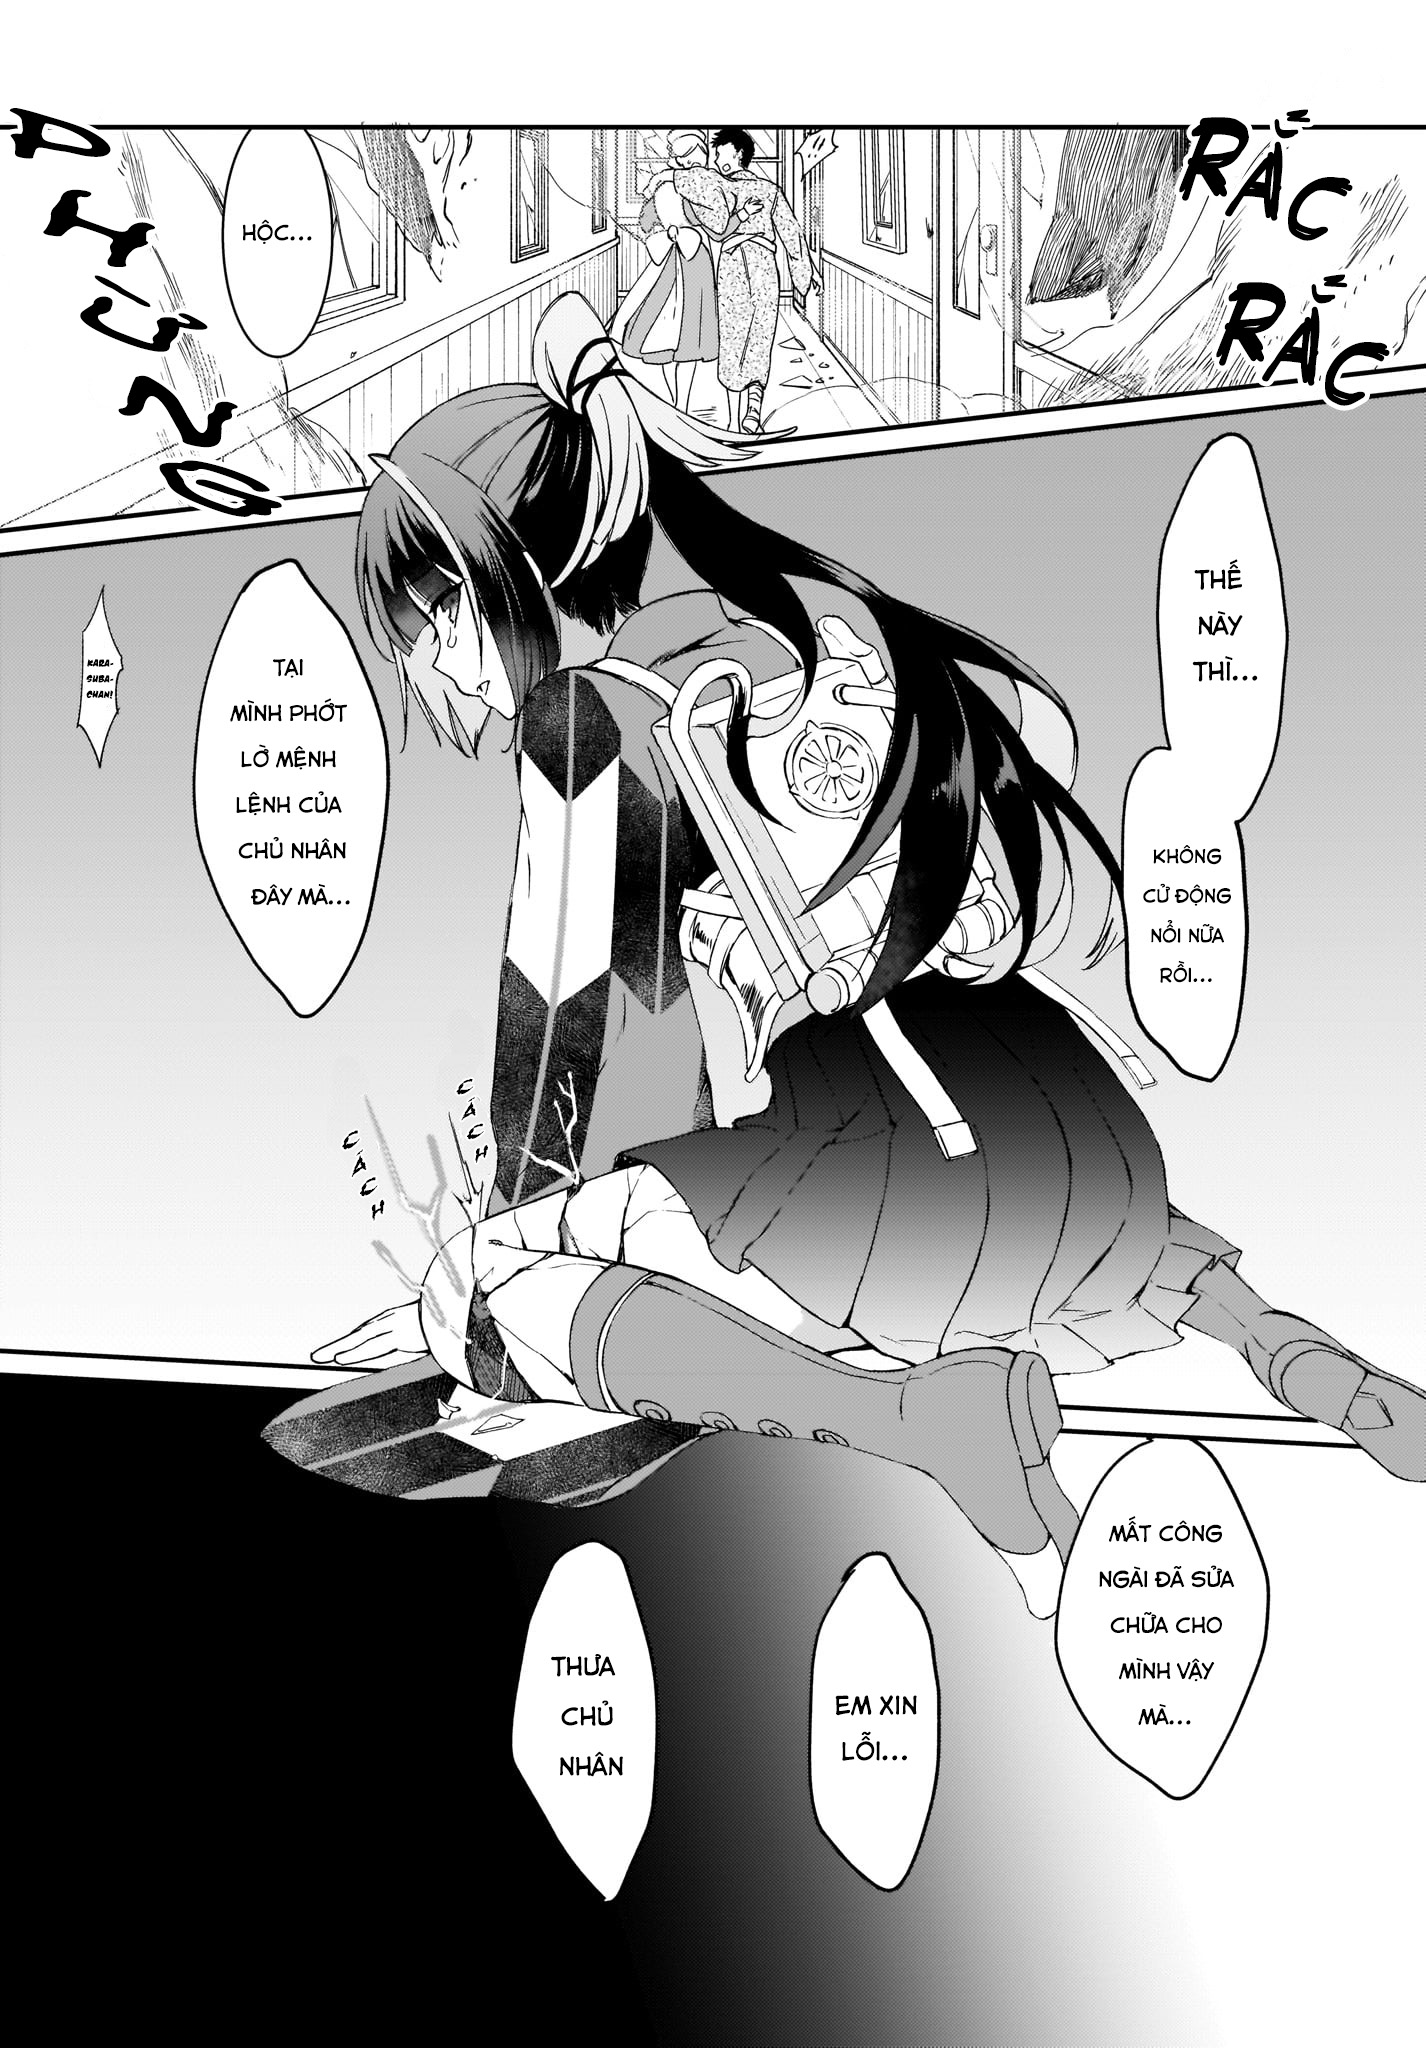 RẮC
RẮC
HỘC...
PHỪNG
THẾ
NÀY
THÌ...
KHÔNG
CỬ ĐỘNG
NỔI NỮA
RỒI...
TẠI
MÌNH PHỚT
LỜ MỆNH
LỆNH CỦA
CHỦ NHÂN
ĐÂY MÀ...
KARA-
SUBA-
CHAN!
CÁCH
CÁCH
MẤT CÔNG
NGÀI ĐÃ SỬA
CHỮA CHO
MÌNH VẬY
MÀ...
EM XIN
LỖI...
THƯA
CHỦ
NHÂN